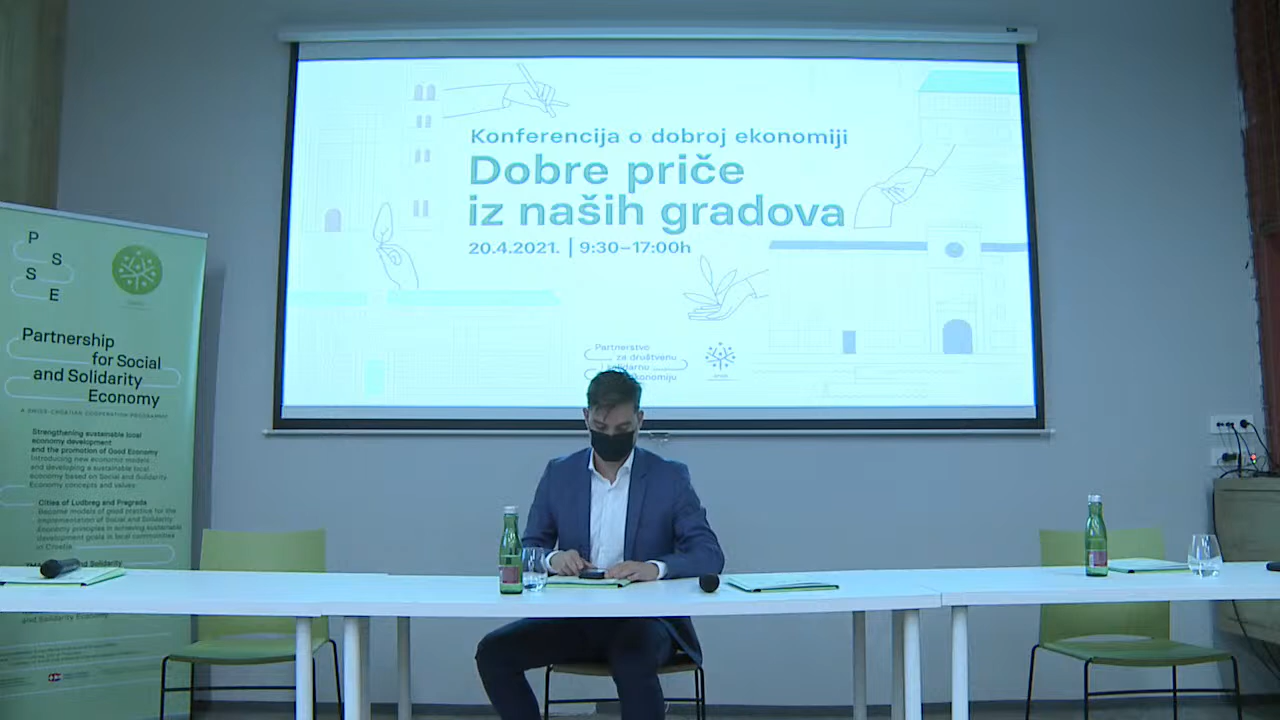 Konferencija o dobroj ekonomiji
Dobre priče
iz naših gradova
20.4.2021. | 9:30–17:00h
Partnerstvo
za društvenu
i solidarnu
ekonomiju
P
S
S
E
Partnership
for Social
and Solidarity
Economy
A SWISS-CROATIAN COOPERATION PROGRAMME
Strengthening sustainable local
economy development
and the promotion of Good Economy
Introducing new economic models
and developing a sustainable local
economy based on Social and Solidarity
Economy concepts and values
Cities of Ludbreg and Pregrada
Become models of good practice for the
implementation of Social and Solidarity
Economy principles in achieving sustainable
development goals in local communities
in Croatia
and Solidarity
and Solidarity Economy